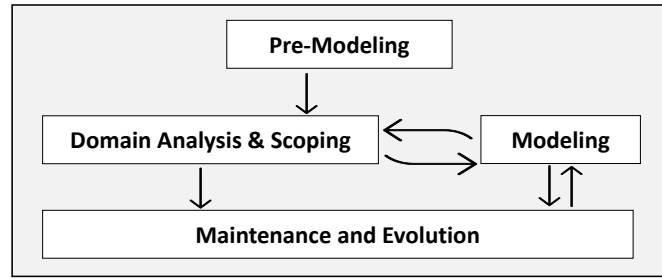 Pre-Modeling
Domain Analysis & Scoping
Modeling
Maintenance and Evolution